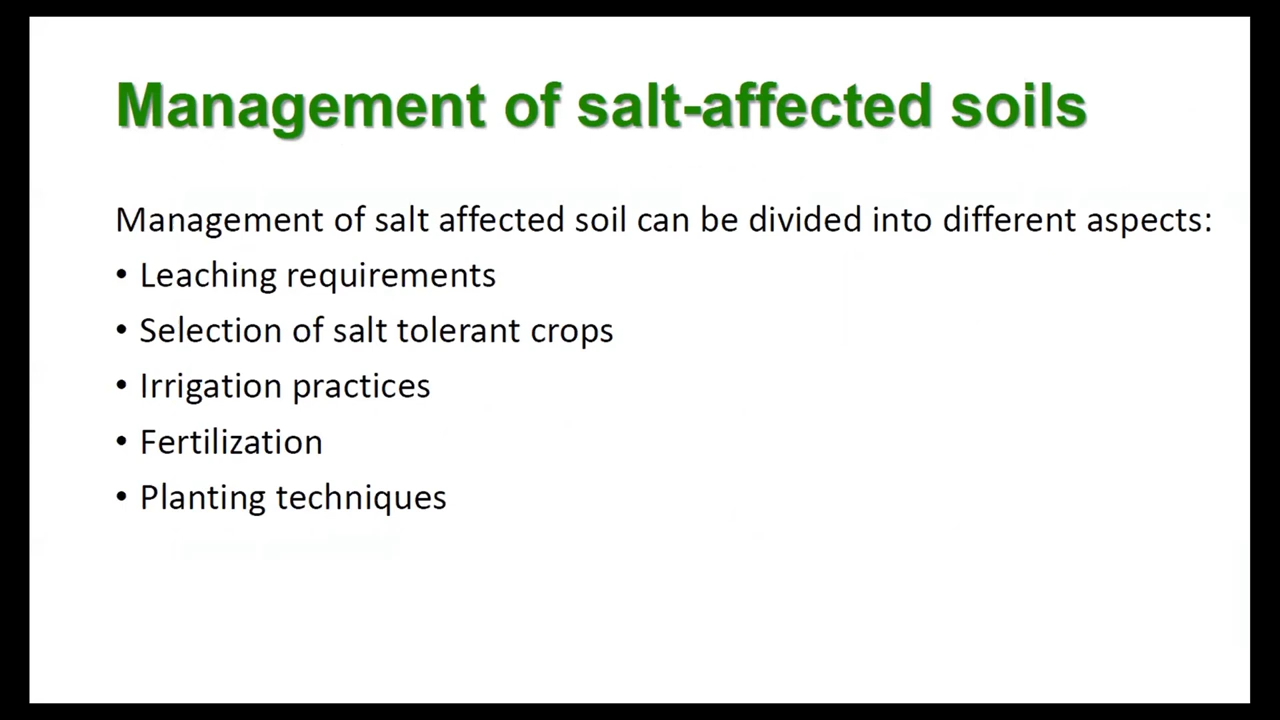 Management of salt-affected soils
Management of salt affected soil can be divided into different aspects:
• Leaching requirements
• Selection of salt tolerant crops
• Irrigation practices
• Fertilization
• Planting techniques